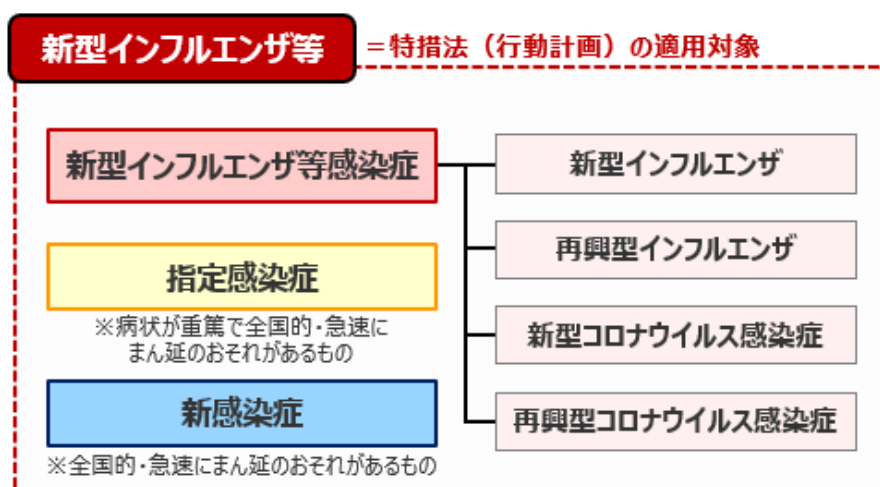 新型インフルエンザ等
＝特措法（行動計画）の適用対象
新型インフルエンザ等感染症
新型インフルエンザ
再興型インフルエンザ
新型コロナウイルス感染症
再興型コロナウイルス感染症
指定感染症
※病状が重篤で全国的・急速に
まん延のおそれがあるもの
新感染症
※全国的・急速にまん延のおそれがあるもの